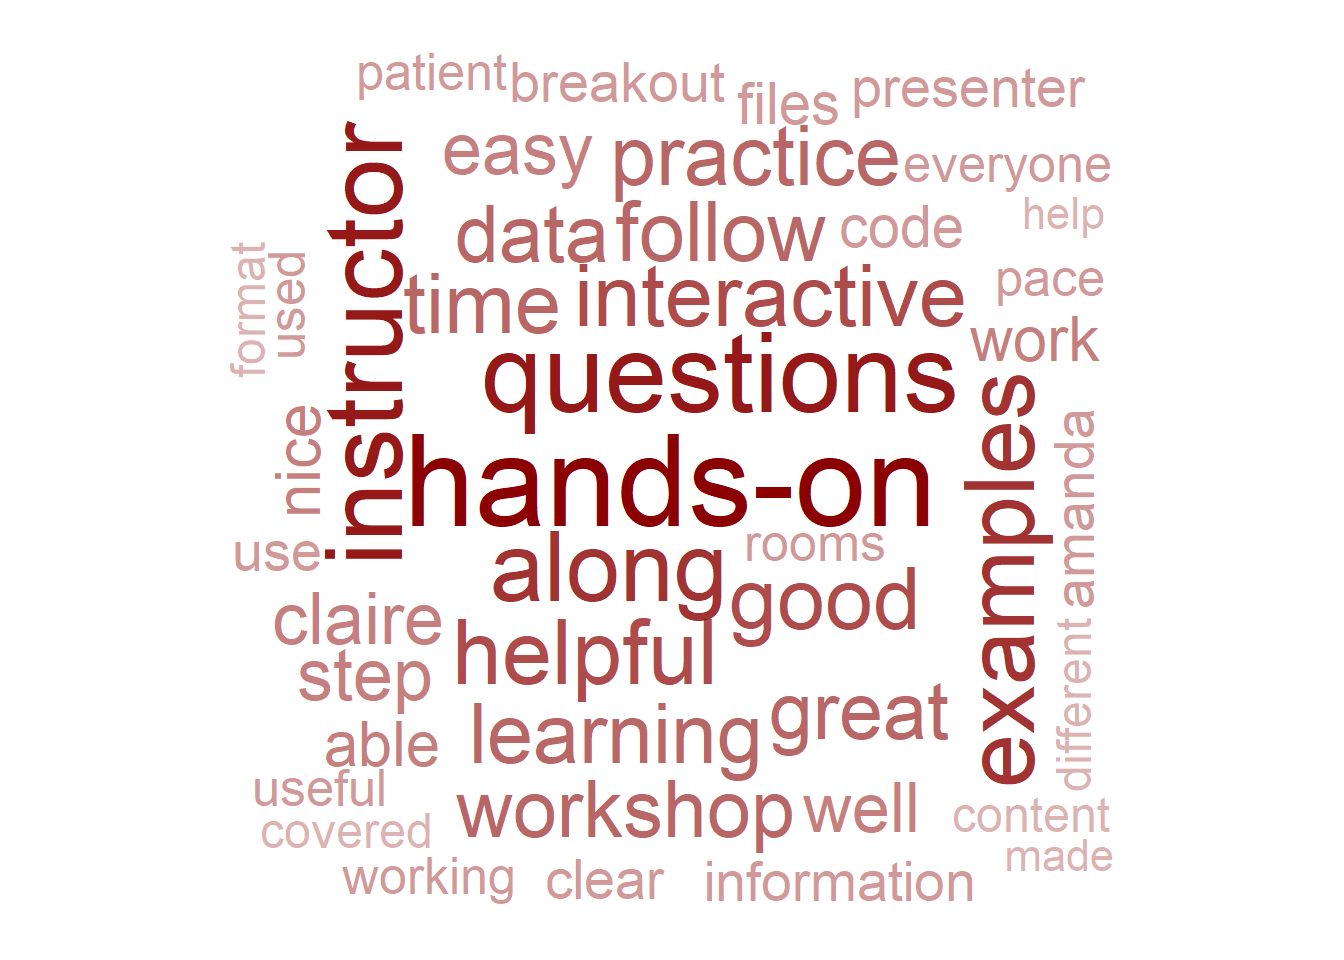 patient
breakout
files
presenter
easy
practice
everyone
help
data
follow
code
instructor
format
used
time
interactive
pace
work
questions
nice
hands-on
examples
amanda
use
along
rooms
good
claire
helpful
different
step
great
able
learning
useful
workshop
well
content
covered
made
working
clear
information